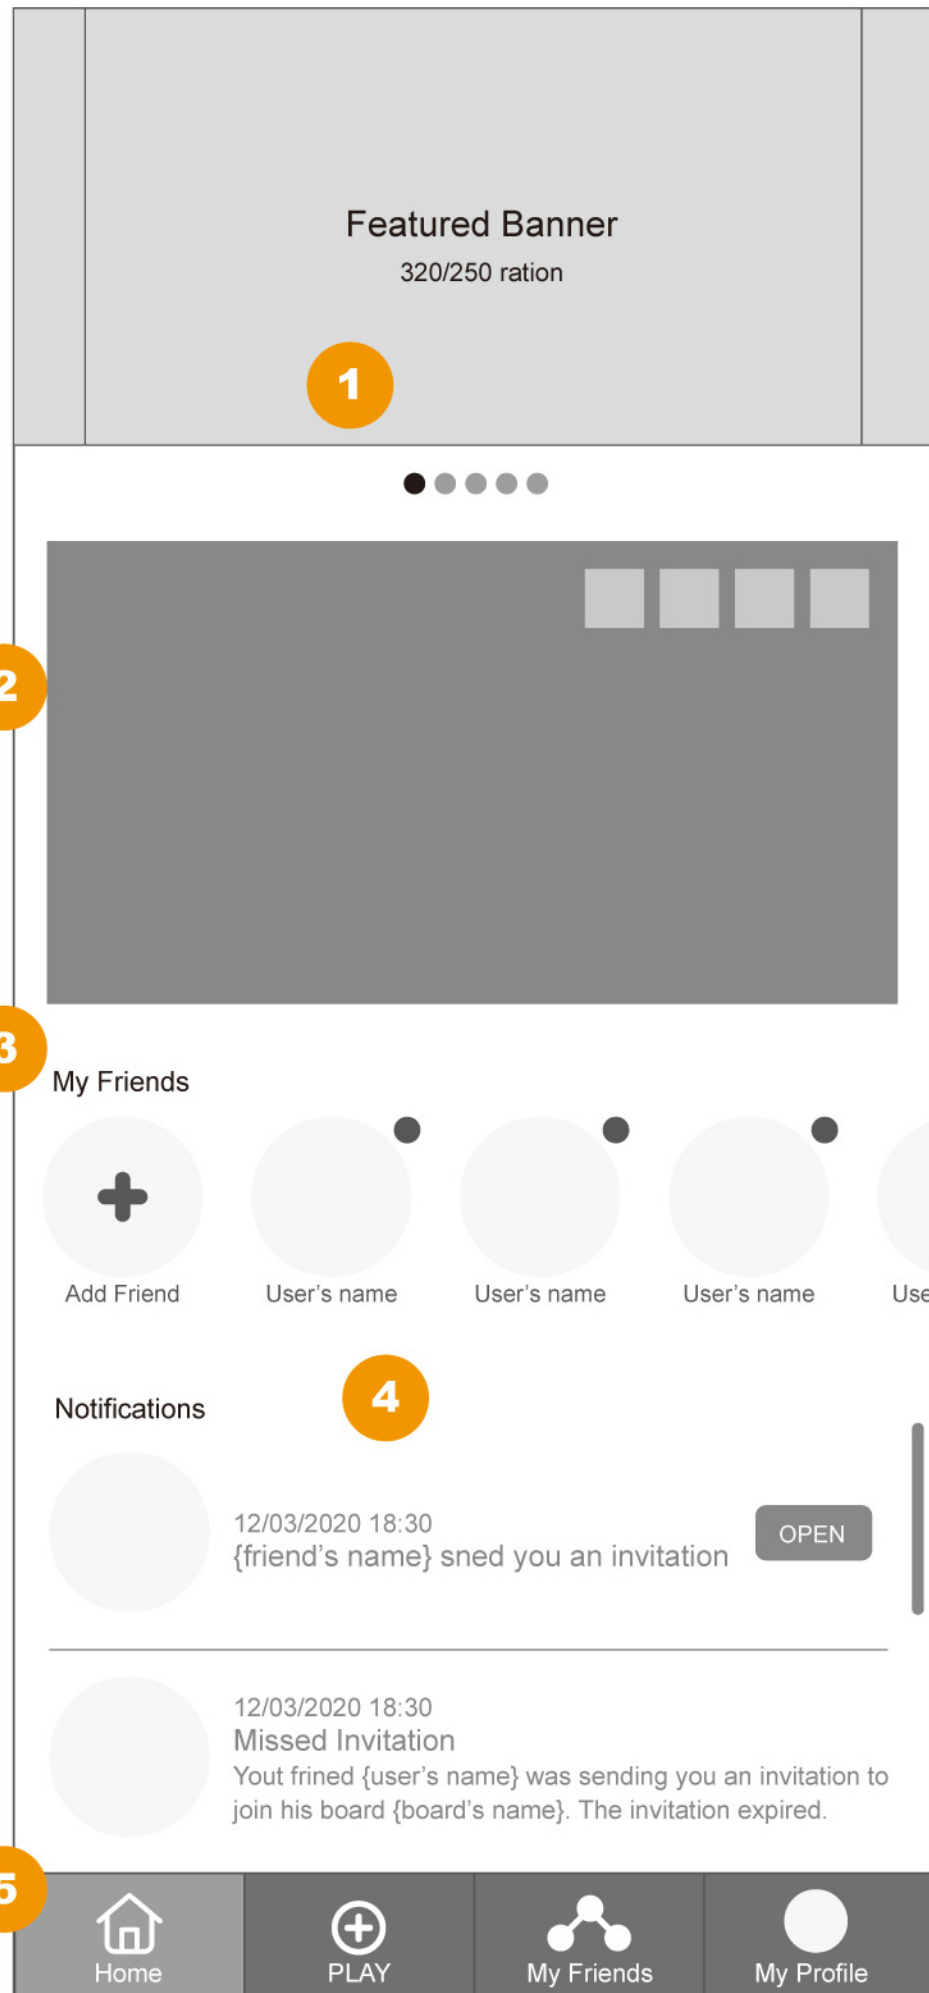 Featured Banner
320/250 ration
1
2
3
My Friends
Add Friend
User's name
User's name
User's name
Use
4
Notifications
12/03/2020 18:30
{friend's name} sned you an invitation
OPEN
12/03/2020 18:30
Missed Invitation
Yout frined {user's name} was sending you an invitation to
join his board {board's name}. The invitation expired.
5
Home
PLAY
My Friends
My Profile